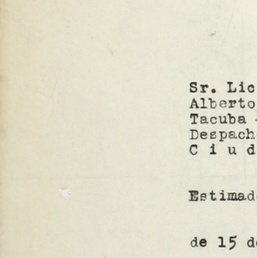 Sr. Lic
Alberto
Tacuba -
Despach
C i u d
Estimad
de 15 d